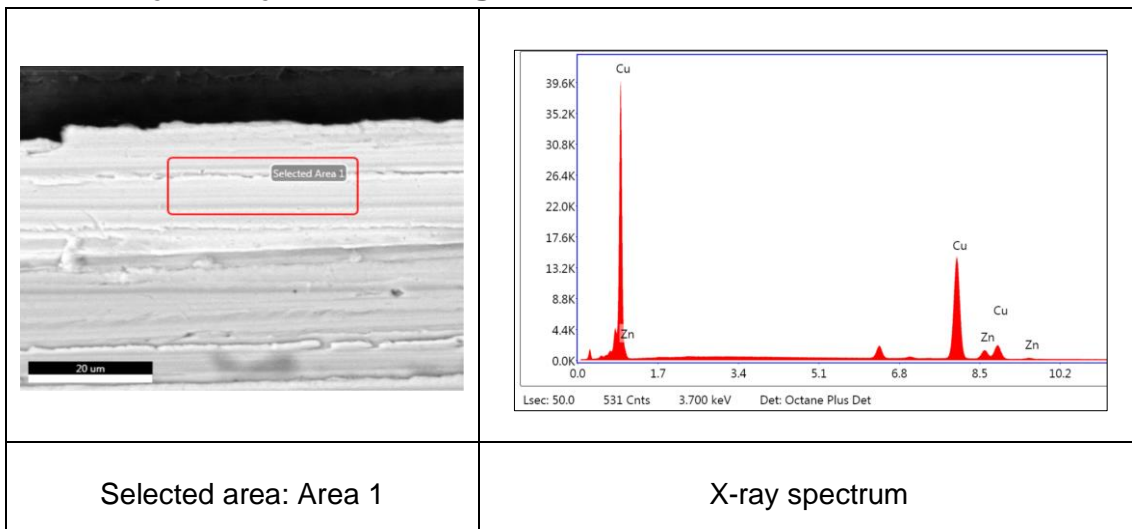 Selected Area 1
20 um
Cu
39.6K
35.2K
30.8K
26.4K
22.0K
17.6K
13.2K
8.8K
4.4K
0.0K
Zn
Cu
Cu
Zn
Zn
0.0 1.7 3.4 5.1 6.8 8.5 10.2
Lsec: 50.0 531 Cnts 3.700 keV Det: Octane Plus Det
Selected area: Area 1
X-ray spectrum